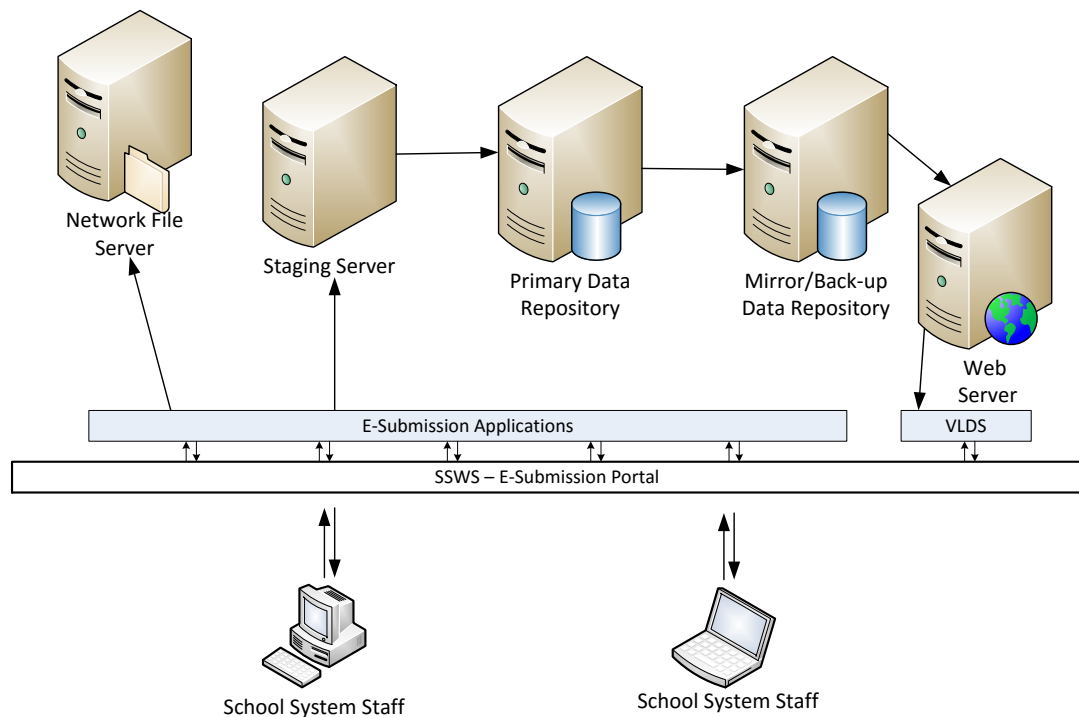 Network File
Server
Staging Server
Primary Data
Repository
Mirror/Back-up
Data Repository
Web
Server
E-Submission Applications
VLDS
SSWS – E-Submission Portal
School System Staff
School System Staff